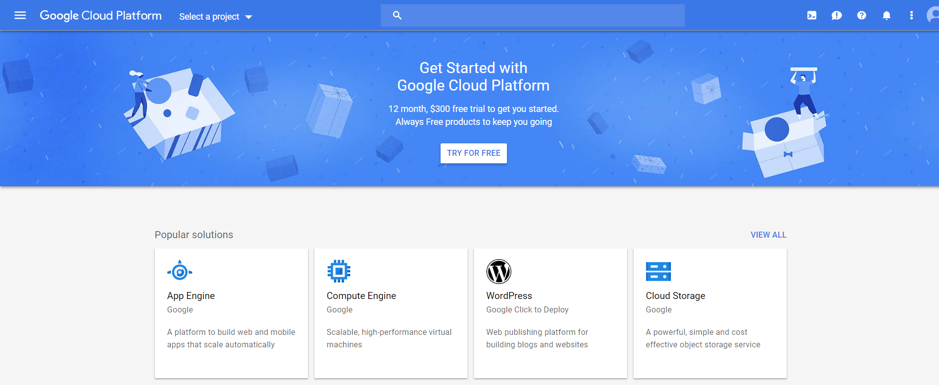 Google Cloud Platform
Select a project
Get Started with
Google Cloud Platform
12 month, $300 free trial to get you started.
Always Free products to keep you going
TRY FOR FREE
Popular solutions
VIEW ALL
App Engine
Google
A platform to build web and mobile
apps that scale automatically
Compute Engine
Google
Scalable, high-performance virtual
machines
WordPress
Google Click to Deploy
Web publishing platform for
building blogs and websites
Cloud Storage
Google
A powerful, simple and cost
effective object storage service